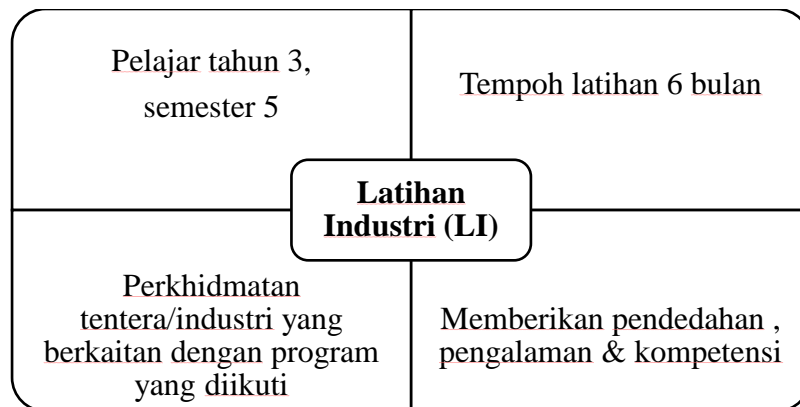 Pelajar tahun 3,
semester 5
Tempoh latihan 6 bulan
Latihan
Industri (LI)
Perkhidmatan
tentera/industri yang
berkaitan dengan program
yang diikuti
Memberikan pendedahan ,
pengalaman & kompetensi